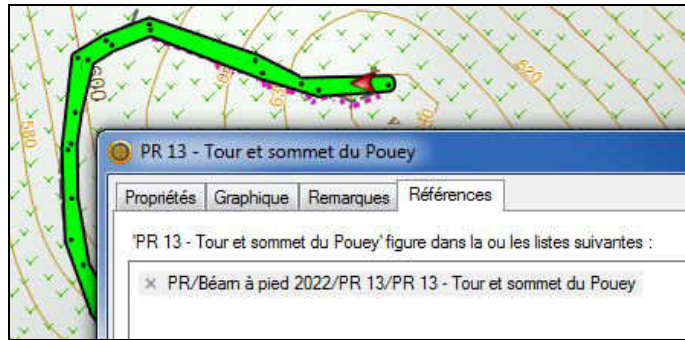 600
580
620
PR 13 - Tour et sommet du Pouey
Propriétés Graphique Remarques Références
'PR 13 - Tour et sommet du Pouey' figure dans la ou les listes suivantes :
PR/Béarn à pied 2022/PR 13/PR 13 - Tour et sommet du Pouey